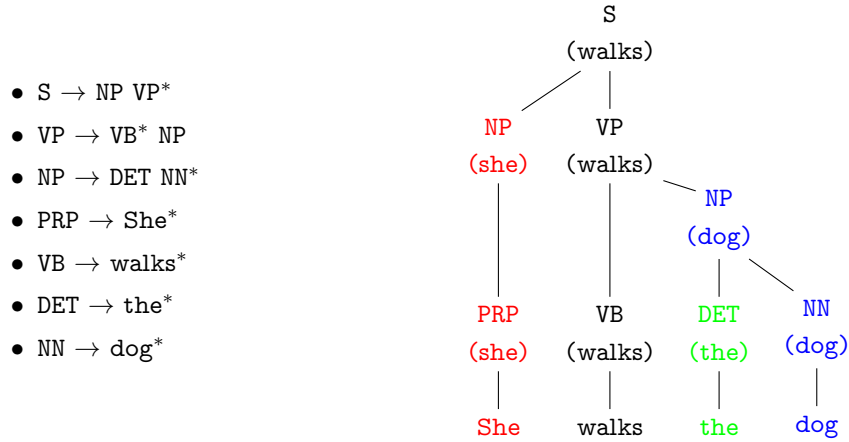 • S → NP VP*
• VP → VB* NP
• NP → DET NN*
• PRP → She*
• VB → walks*
• DET → the*
• NN → dog*
S
(walks)
NP VP
(she) (walks)
NP
(dog)
PRP VB DET NN
(she) (walks) (the) (dog)
She walks the dog